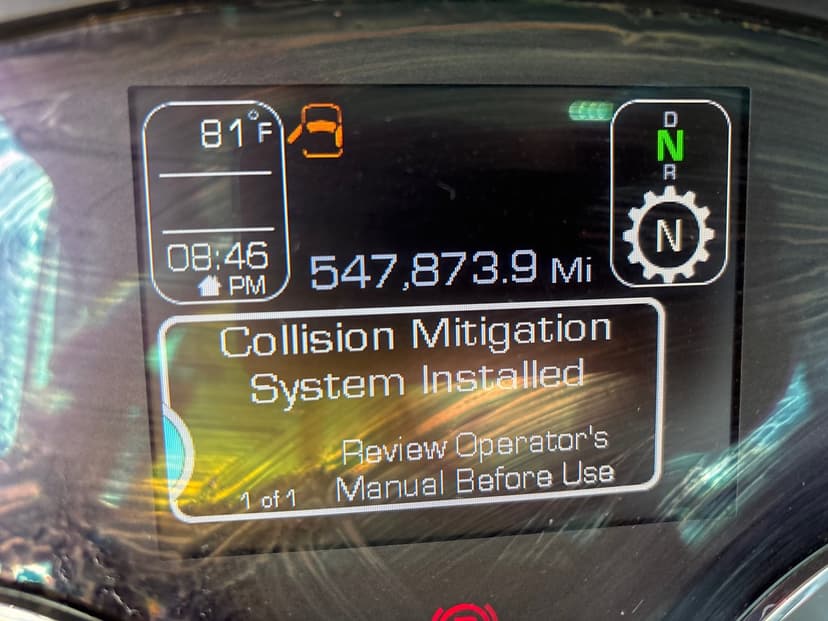 81°F
08:46
PM
547,873.9 Mi
D
N
R
N
Collision Mitigation
System Installed
Review Operator's
Manual Before Use
1 of 1